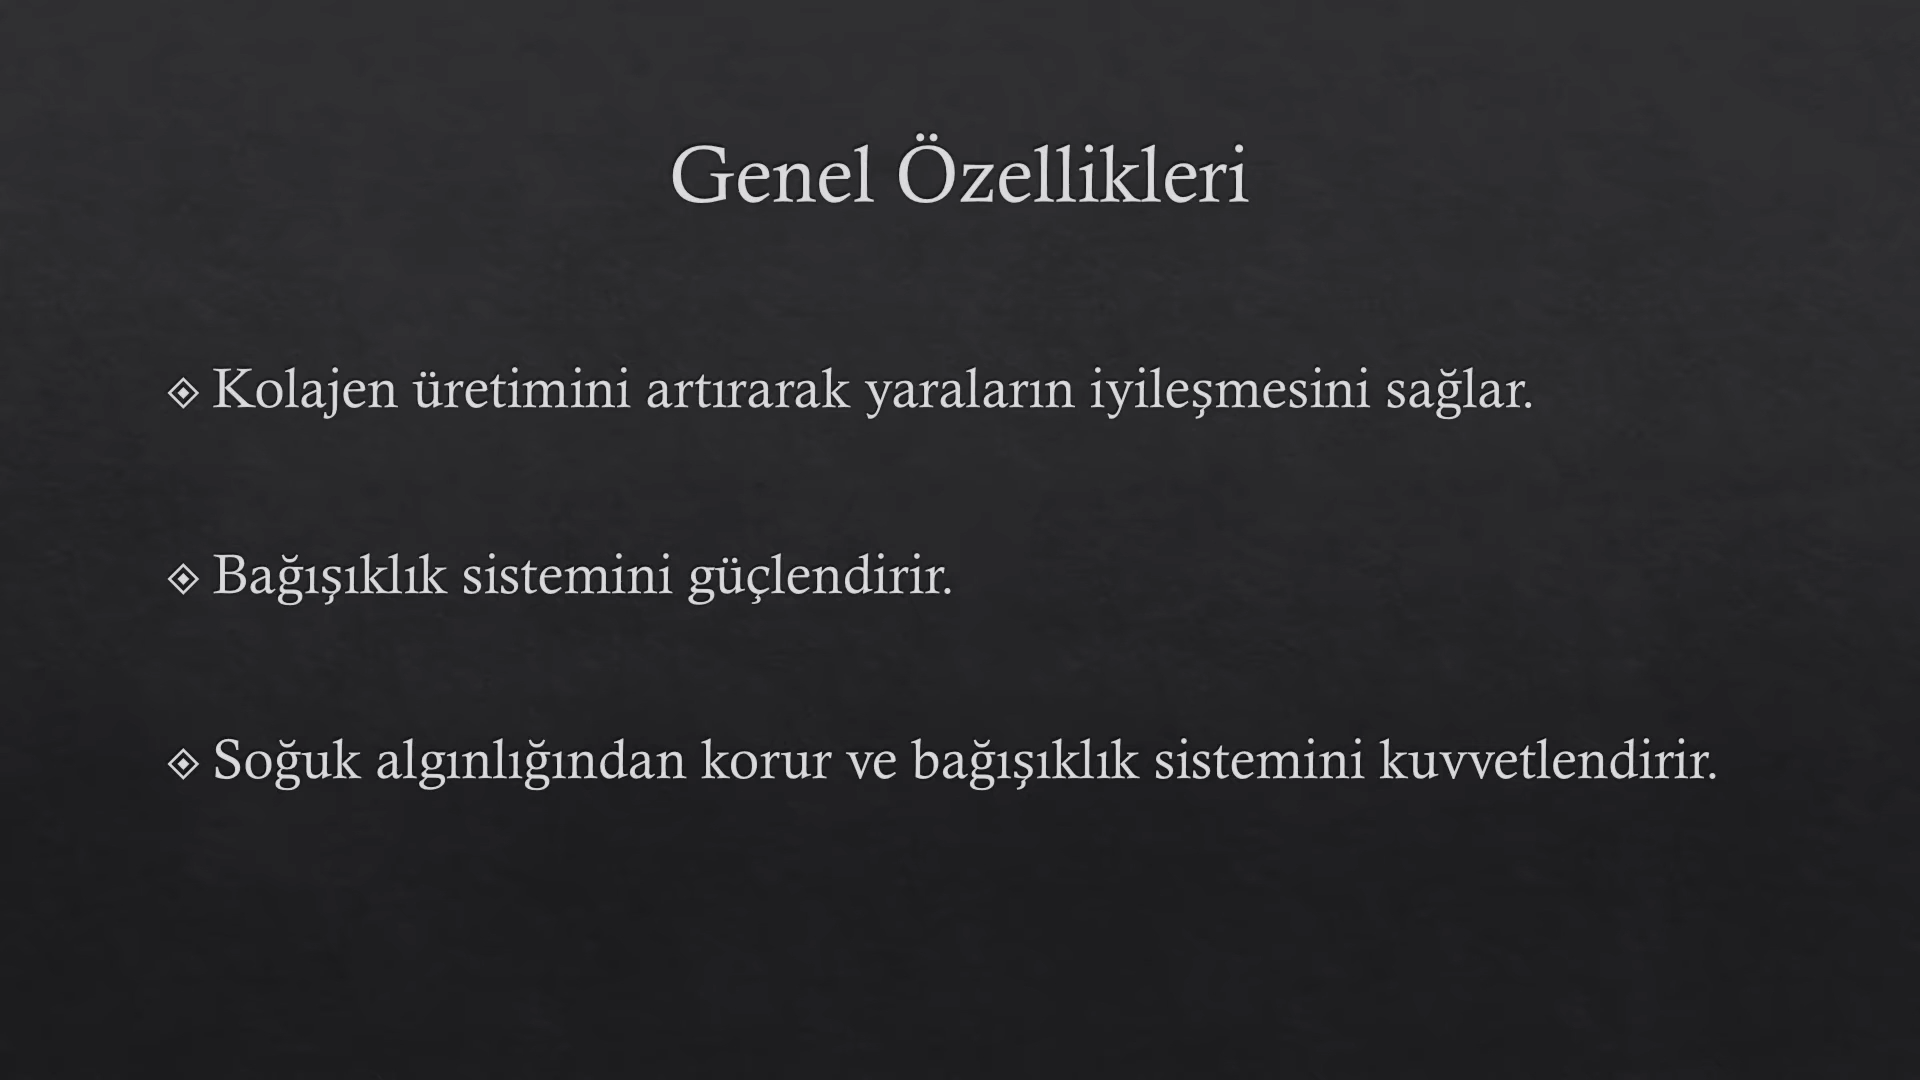 Genel Özellikleri
Kolajen üretimini artırarak yaraların iyileşmesini sağlar.
Bağışıklık sistemini güçlendirir.
Soğuk algınlığından korur ve bağışıklık sistemini kuvvetlendirir.